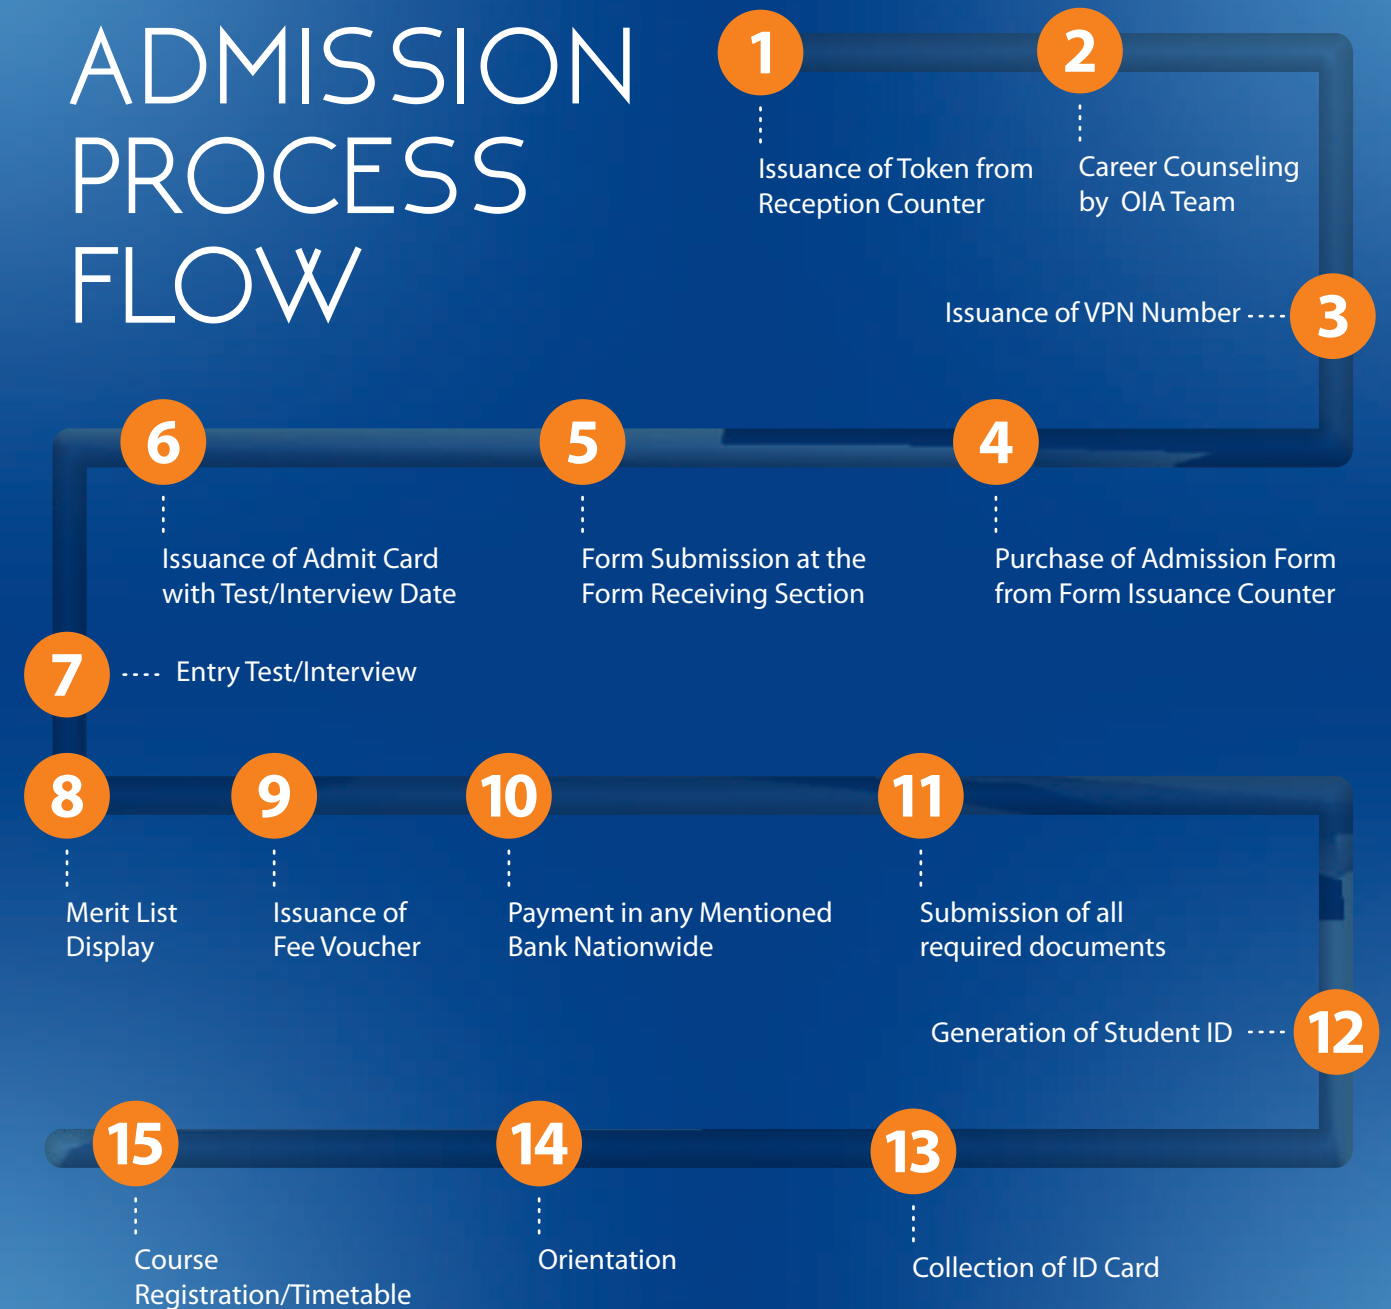 ADMISSION
PROCESS
FLOW
1
Issuance of Token from
Reception Counter
2
Career Counseling
by OIA Team
3
Issuance of VPN Number
4
Purchase of Admission Form
from Form Issuance Counter
5
Form Submission at the
Form Receiving Section
6
Issuance of Admit Card
with Test/Interview Date
7
Entry Test/Interview
8
Merit List
Display
9
Issuance of
Fee Voucher
10
Payment in any Mentioned
Bank Nationwide
11
Submission of all
required documents
12
Generation of Student ID
13
Collection of ID Card
14
Orientation
15
Course
Registration/Timetable